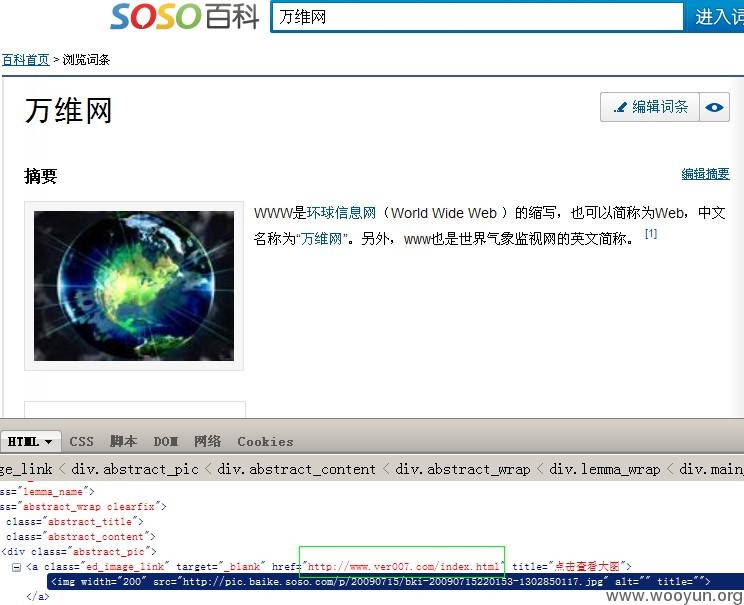 SOSO百科 万维网 进入词
百科首页 > 浏览词条
万维网
编辑词条
摘要
编辑摘要
WWW是环球信息网（World Wide Web ）的缩写，也可以简称为Web，中文
名称为“万维网”。另外，www也是世界气象监视网的英文简称。 [1]
HTML CSS 脚本 DOM 网络 Cookies
ge_link < div.abstract_pic < div.abstract_content < div.abstract_wrap < div.lemma_wrap < div.main_
ss="lemma_name">
ss="abstract_wrap clearfix">
class="abstract_title">
class="abstract_content">
<div class="abstract_pic">
<a class="ed_image_link" target="_blank" href="http://www.ver007.com/index.html" title="点击查看大图">
<img width="200" src="http://pic.baike.soso.com/p/20090715/bki-20090715220153-1302850117.jpg" alt="" title="">
</a>
www.wooyun.org